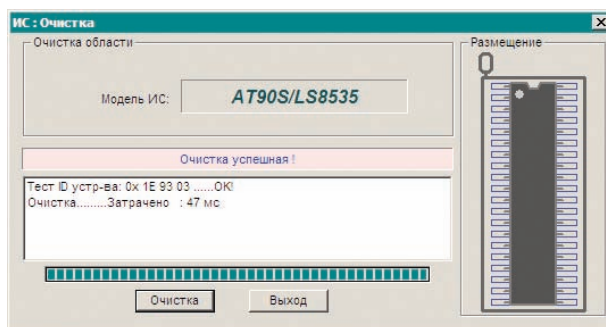 ИС : Очистка
Очистка области
Размещение
Модель ИС:
AT90S/LS8535
Очистка успешная !
Тест ID устр-ва: 0x 1E 93 03 ......OK!
Очистка.........Затрачено : 47 мс
Очистка
Выход